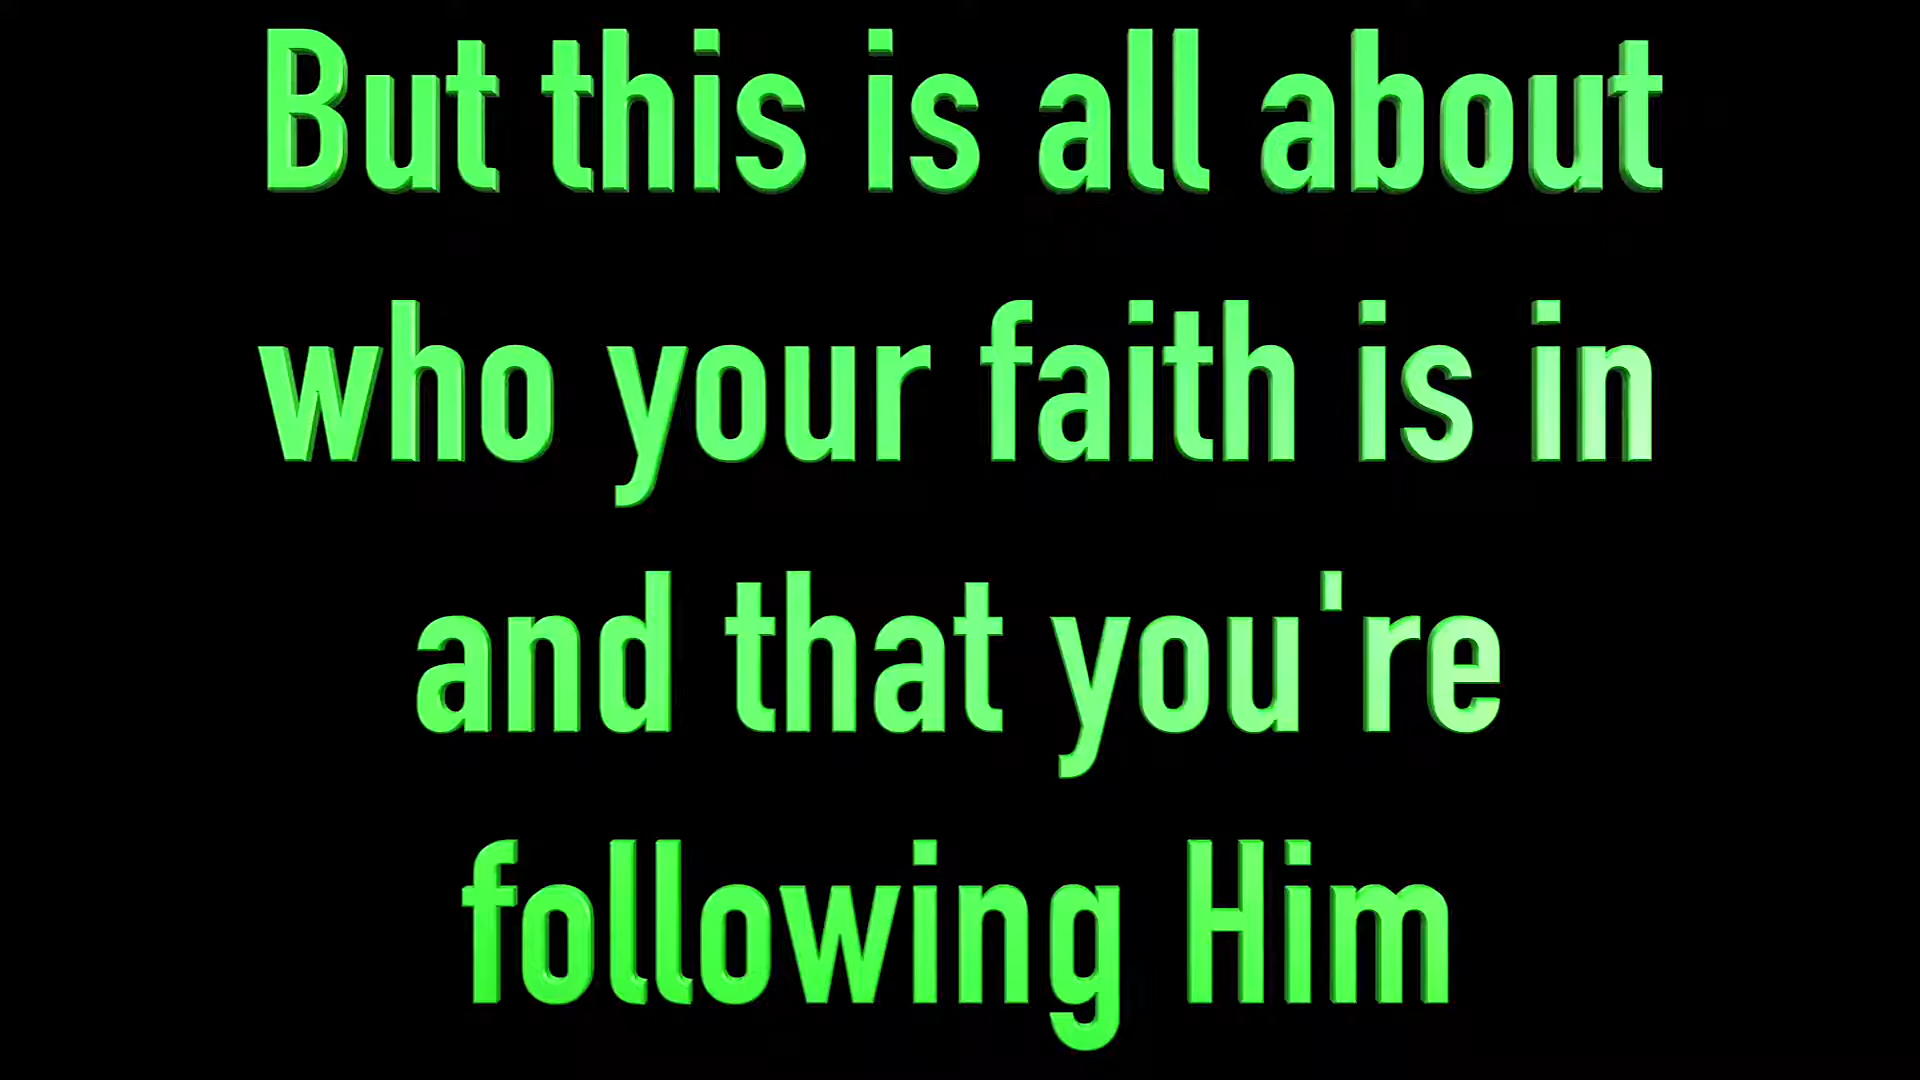 But this is all about
who your faith is in
and that you're
following Him